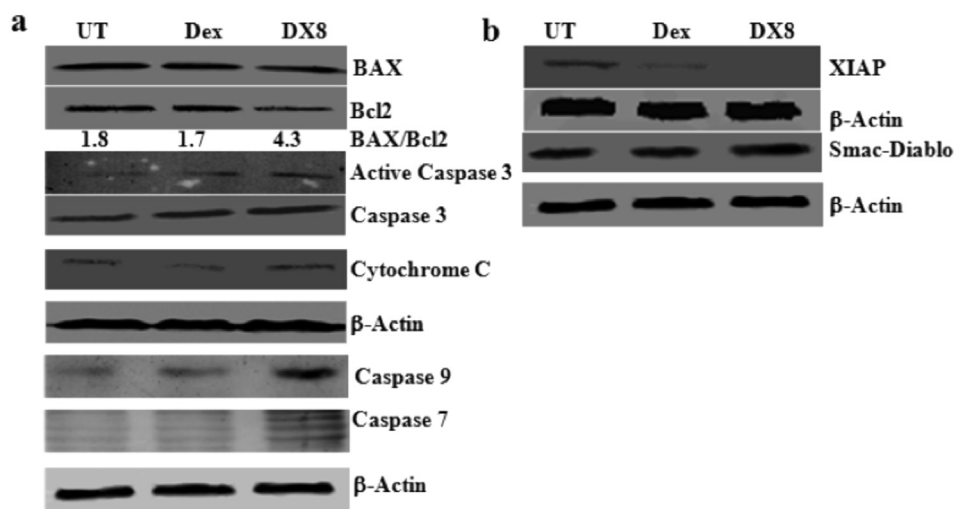 a
UT Dex DX8
BAX
Bcl2
1.8 1.7 4.3 BAX/Bcl2
Active Caspase 3
Caspase 3
Cytochrome C
β-Actin
Caspase 9
Caspase 7
β-Actin
b
UT Dex DX8
XIAP
β-Actin
Smac-Diablo
β-Actin